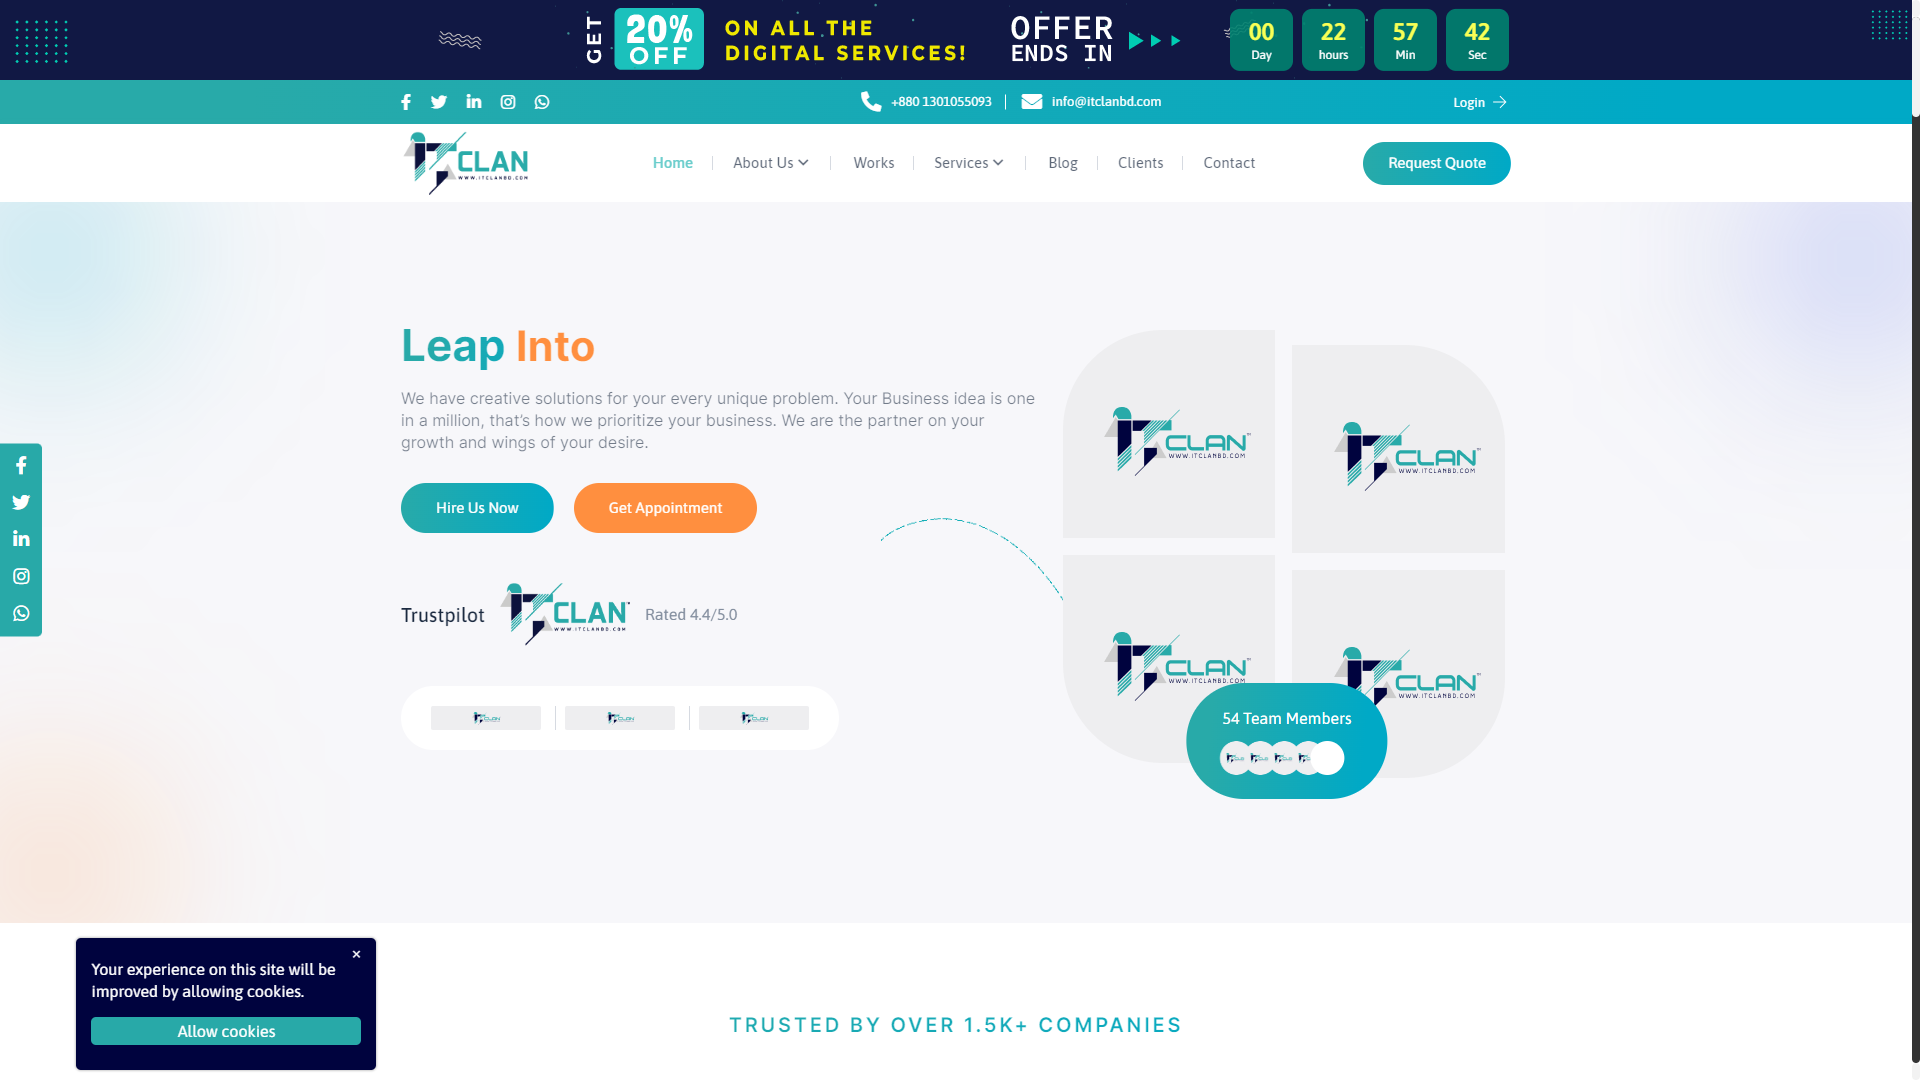 GET
20%
OFF
ON ALL THE
DIGITAL SERVICES!
OFFER
ENDS IN
00
Day
22
hours
57
Min
42
Sec
+880 1301055093
info@itclanbd.com
Login
CLAN
WWW.ITCLANBD.COM
Home
About Us
Works
Services
Blog
Clients
Contact
Request Quote
Leap Into
We have creative solutions for your every unique problem. Your Business idea is one
in a million, that’s how we prioritize your business. We are the partner on your
growth and wings of your desire.
Hire Us Now
Get Appointment
Trustpilot
CLAN
WWW.ITCLANBD.COM
Rated 4.4/5.0
CLAN
WWW.ITCLANBD.COM
CLAN
WWW.ITCLANBD.COM
CLAN
WWW.ITCLANBD.COM
CLAN
WWW.ITCLANBD.COM
54 Team Members
×
Your experience on this site will be
improved by allowing cookies.
Allow cookies
TRUSTED BY OVER 1.5K+ COMPANIES